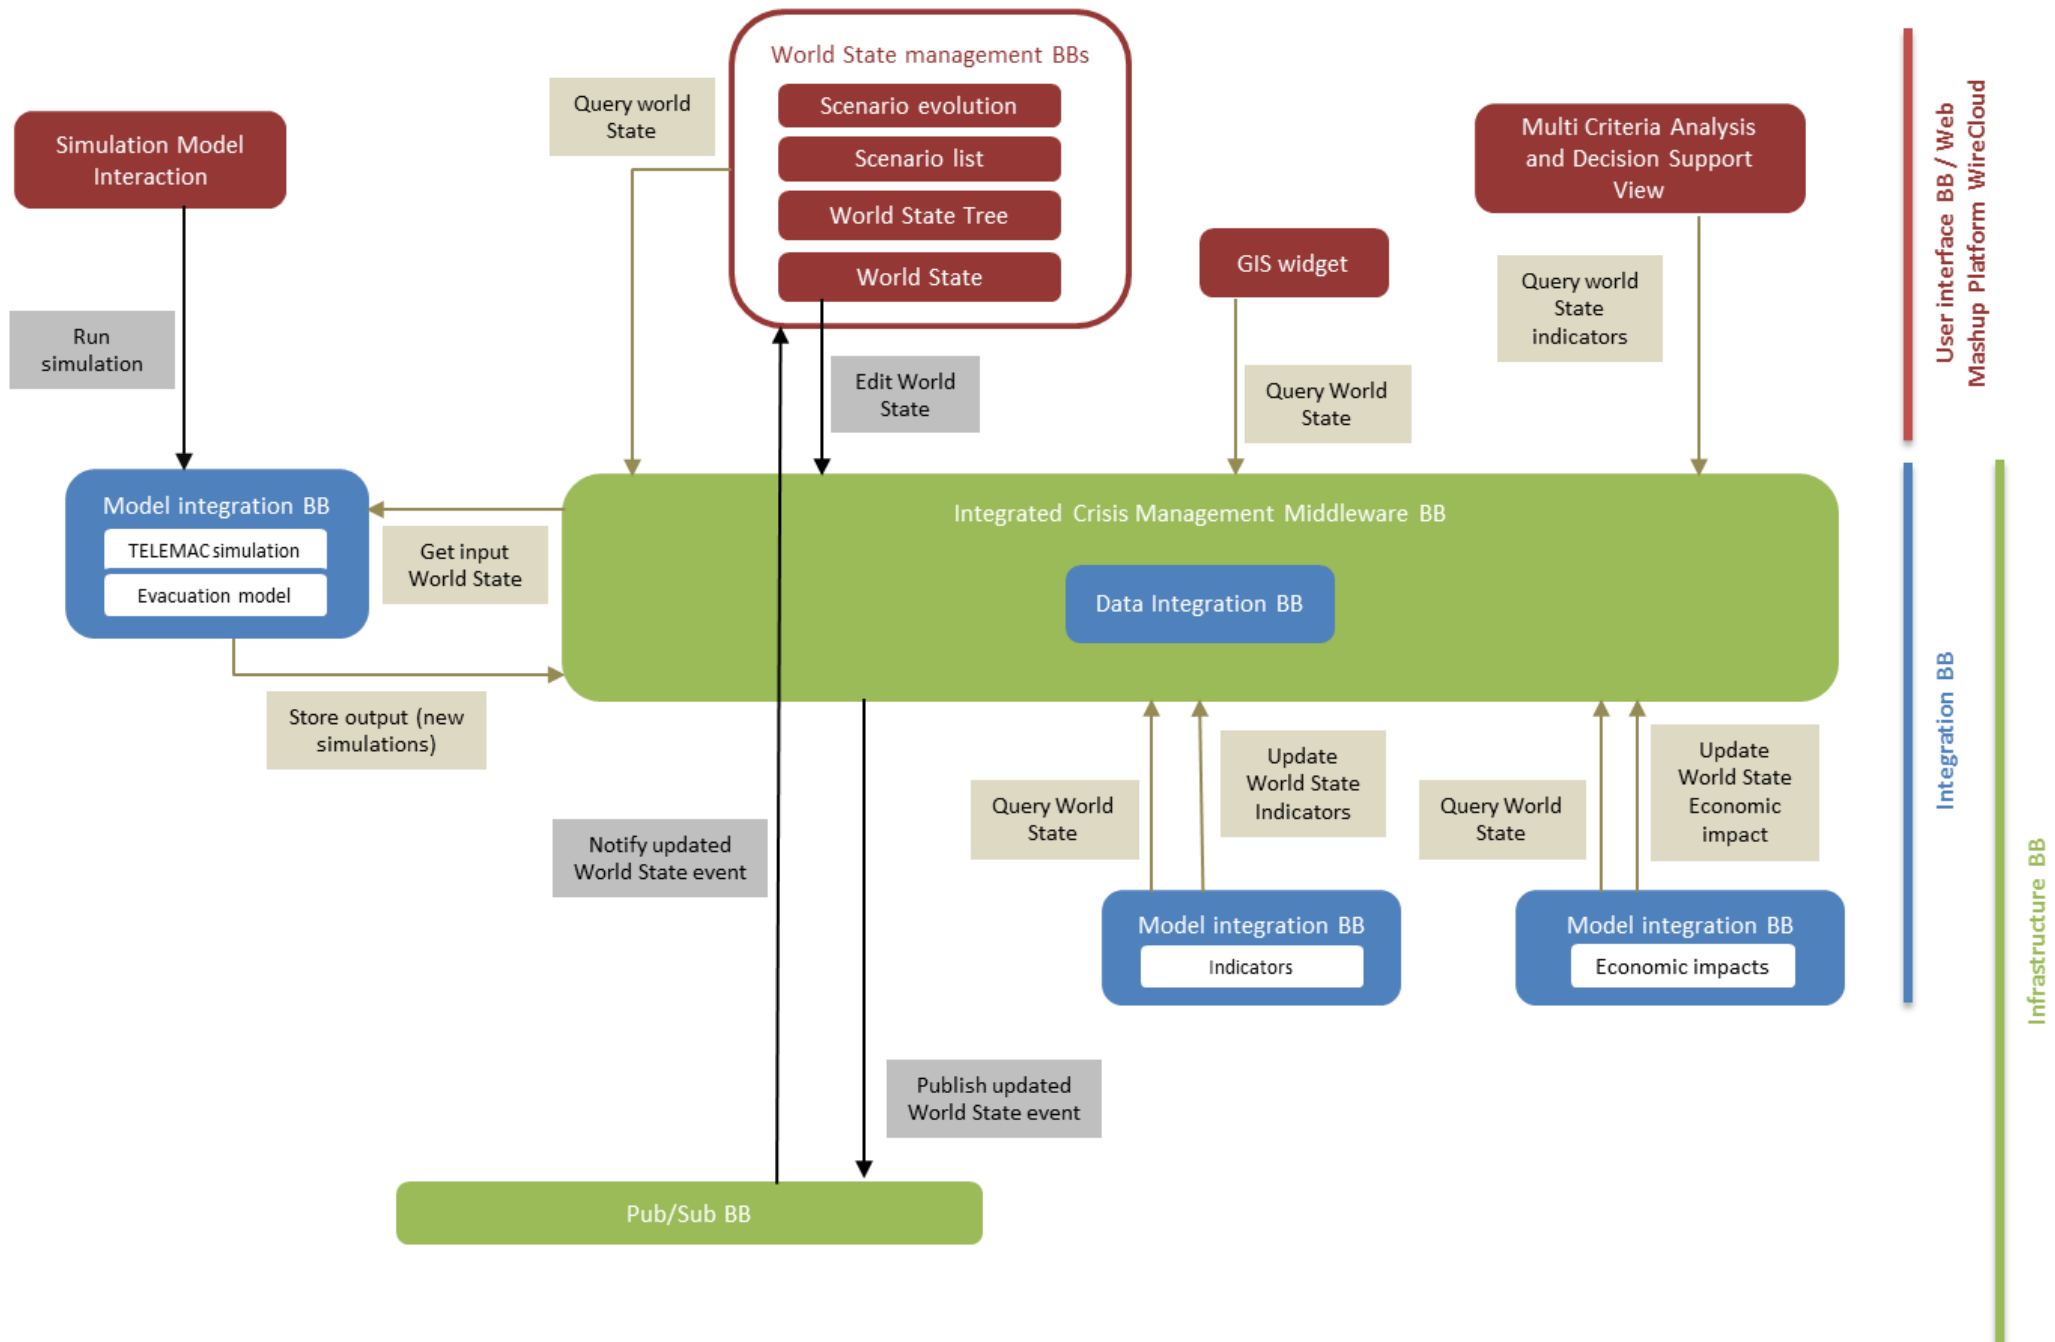 World State management BBs
Scenario evolution
Scenario list
World State Tree
World State
Query world
State
Simulation Model
Interaction
Multi Criteria Analysis
and Decision Support
View
GIS widget
Query world
State
indicators
Run
simulation
Edit World
State
Query World
State
User interface BB / Web
Mashup Platform WireCloud
Model integration BB
TELEMAC simulation
Evacuation model
Get input
World State
Integrated Crisis Management Middleware BB
Data Integration BB
Store output (new
simulations)
Integration BB
Infrastructure BB
Notify updated
World State event
Query World
State
Update
World State
Indicators
Query World
State
Update
World State
Economic
impact
Model integration BB
Indicators
Model integration BB
Economic impacts
Publish updated
World State event
Pub/Sub BB